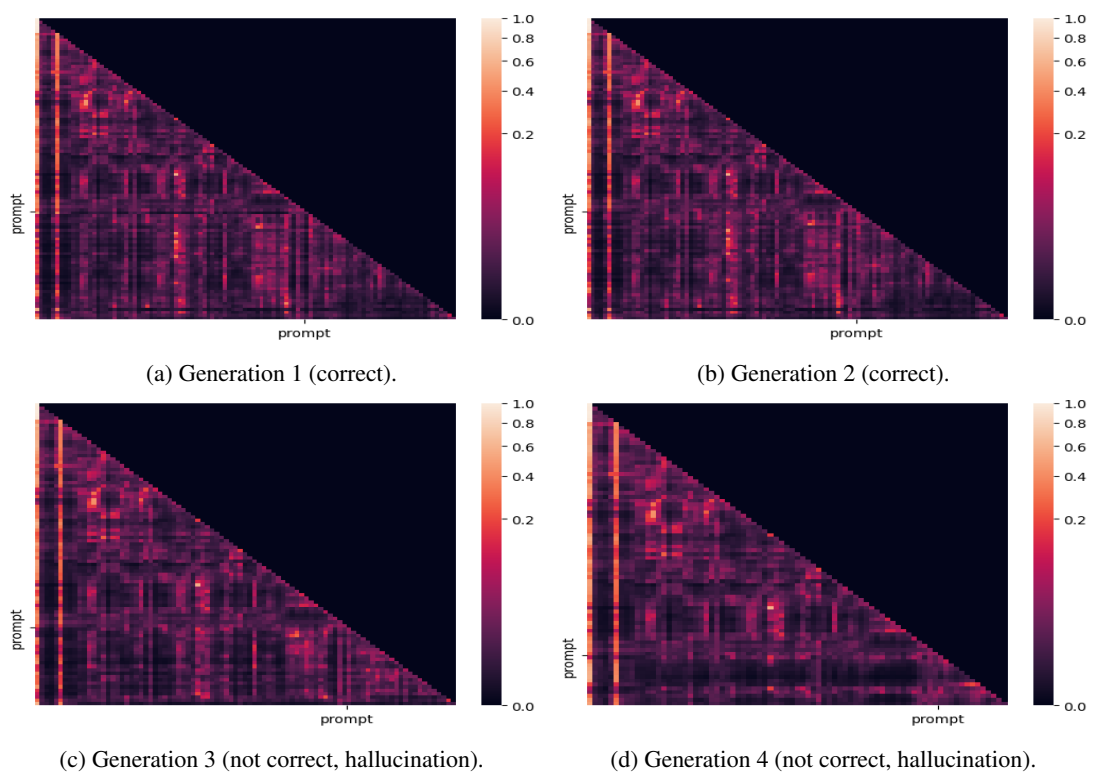 1.0
0.8
0.6
0.4
0.2
0.0
prompt
prompt
(a) Generation 1 (correct).
1.0
0.8
0.6
0.4
0.2
0.0
prompt
prompt
(b) Generation 2 (correct).
1.0
0.8
0.6
0.4
0.2
0.0
prompt
prompt
(c) Generation 3 (not correct, hallucination).
1.0
0.8
0.6
0.4
0.2
0.0
prompt
prompt
(d) Generation 4 (not correct, hallucination).